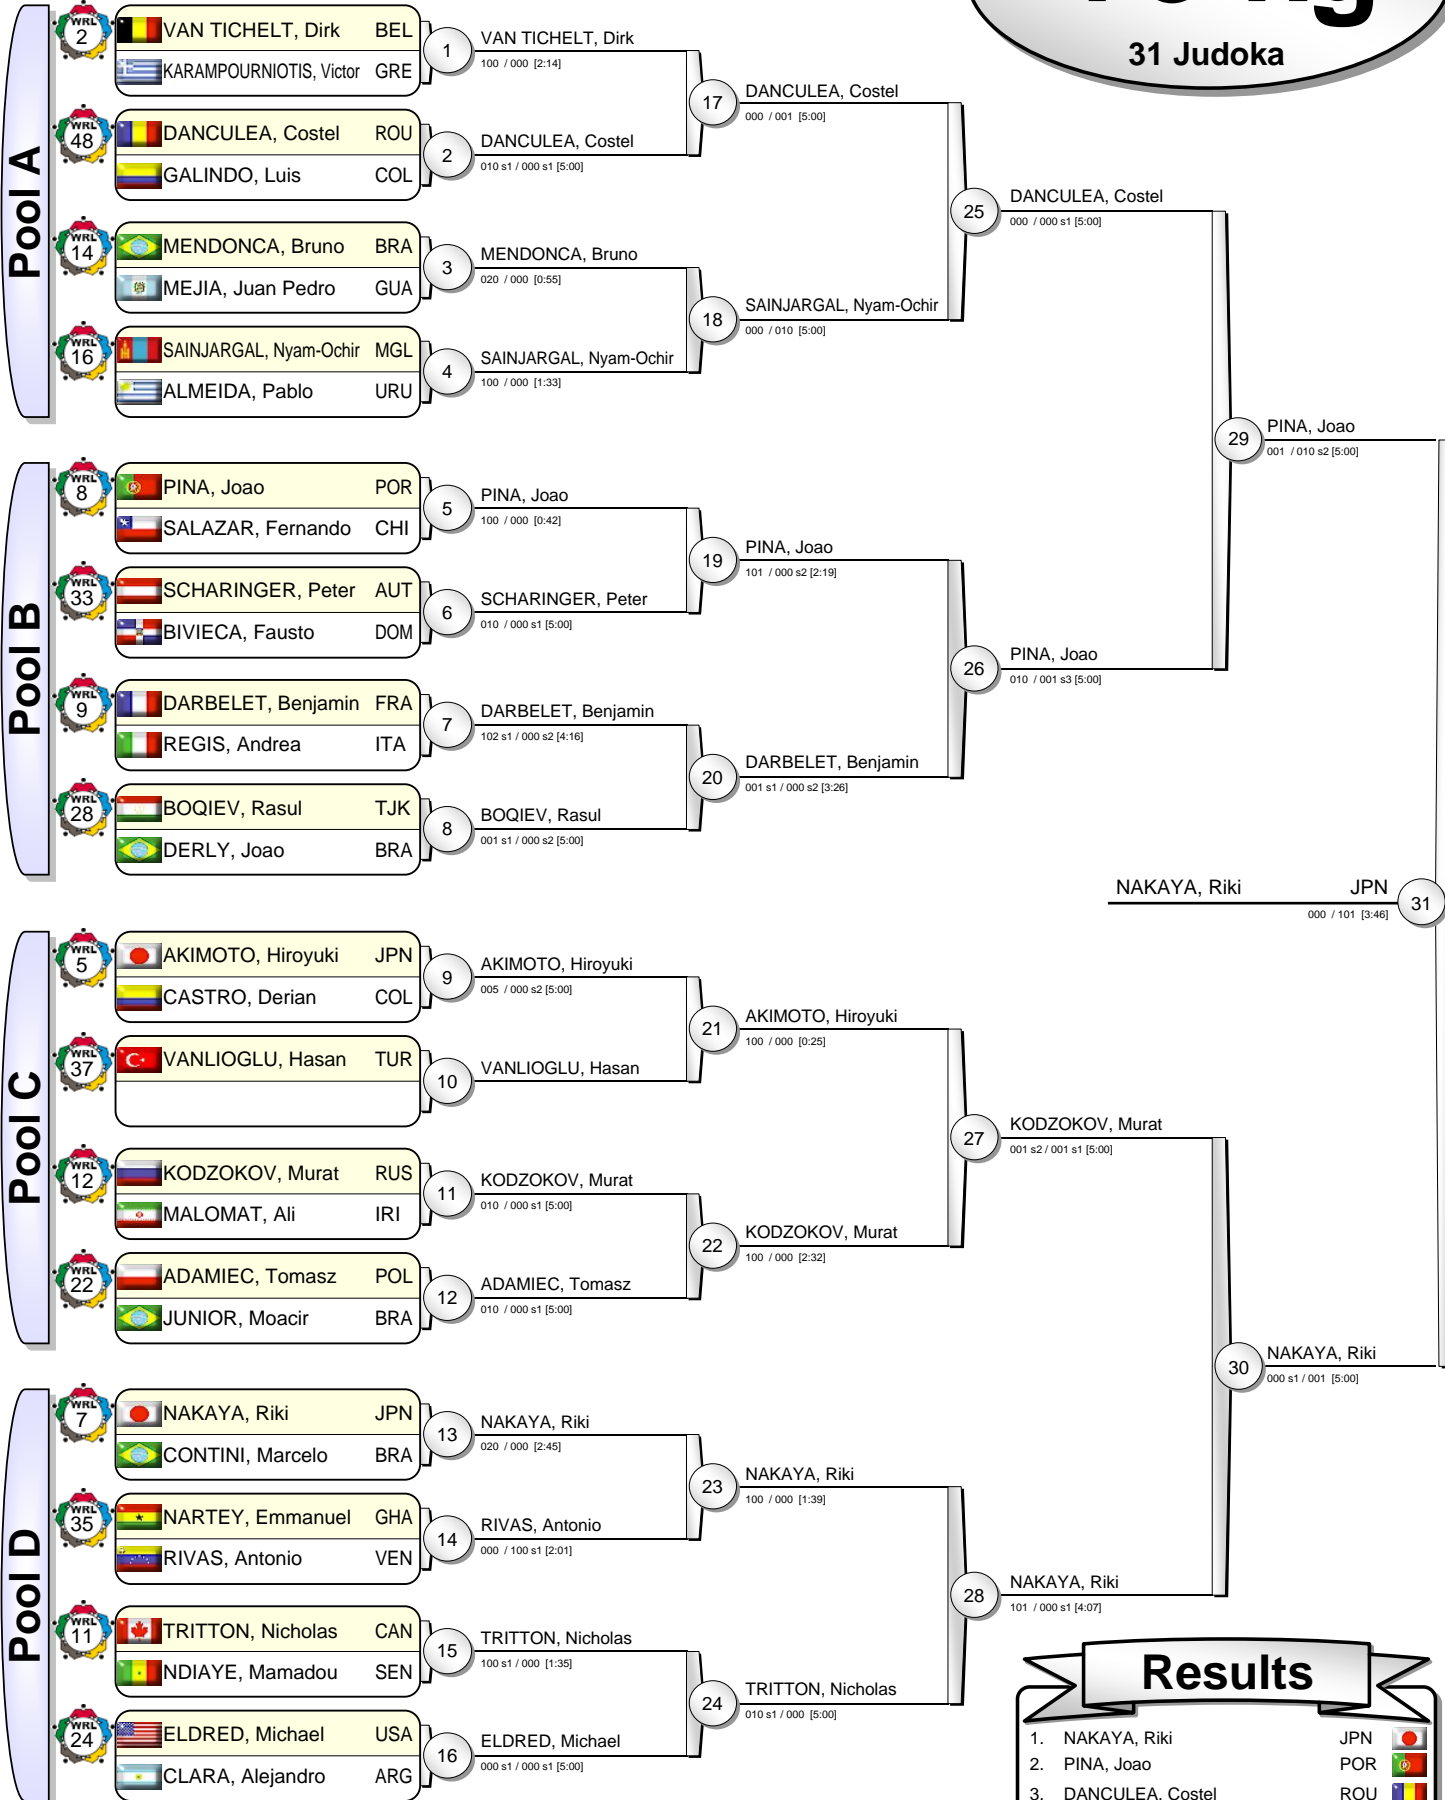 31 Judoka
Pool A
WRL 2
VAN TICHELT, Dirk BEL
KARAMPOURNIOTIS, Victor GRE
WRL 48
DANCULEA, Costel ROU
GALINDO, Luis COL
WRL 14
MENDONCA, Bruno BRA
MEJIA, Juan Pedro GUA
WRL 16
SAINJARGAL, Nyam-Ochir MGL
ALMEIDA, Pablo URU
1
VAN TICHELT, Dirk
100 / 000 [2:14]
2
DANCULEA, Costel
010 s1 / 000 s1 [5:00]
3
MENDONCA, Bruno
020 / 000 [0:55]
4
SAINJARGAL, Nyam-Ochir
100 / 000 [1:33]
17
DANCULEA, Costel
000 / 001 [5:00]
18
SAINJARGAL, Nyam-Ochir
000 / 010 [5:00]
25
DANCULEA, Costel
000 / 000 s1 [5:00]
Pool B
WRL 8
PINA, Joao POR
SALAZAR, Fernando CHI
WRL 33
SCHARINGER, Peter AUT
BIVIECA, Fausto DOM
WRL 9
DARBELET, Benjamin FRA
REGIS, Andrea ITA
WRL 28
BOQIEV, Rasul TJK
DERLY, Joao BRA
5
PINA, Joao
100 / 000 [0:42]
6
SCHARINGER, Peter
010 / 000 s1 [5:00]
7
DARBELET, Benjamin
102 s1 / 000 s2 [4:16]
8
BOQIEV, Rasul
001 s1 / 000 s2 [5:00]
19
PINA, Joao
101 / 000 s2 [2:19]
20
DARBELET, Benjamin
001 s1 / 000 s2 [3:26]
26
PINA, Joao
010 / 001 s3 [5:00]
29
PINA, Joao
001 / 010 s2 [5:00]
NAKAYA, Riki JPN
000 / 101 [3:46]
31
Pool C
WRL 5
AKIMOTO, Hiroyuki JPN
CASTRO, Derian COL
WRL 37
VANLIOGLU, Hasan TUR
WRL 12
KODZOKOV, Murat RUS
MALOMAT, Ali IRI
WRL 22
ADAMIEC, Tomasz POL
JUNIOR, Moacir BRA
9
AKIMOTO, Hiroyuki
005 / 000 s2 [5:00]
10
VANLIOGLU, Hasan
11
KODZOKOV, Murat
010 / 000 s1 [5:00]
12
ADAMIEC, Tomasz
010 / 000 s1 [5:00]
21
AKIMOTO, Hiroyuki
100 / 000 [0:25]
22
KODZOKOV, Murat
100 / 000 [2:32]
27
KODZOKOV, Murat
001 s2 / 001 s1 [5:00]
Pool D
WRL 7
NAKAYA, Riki JPN
CONTINI, Marcelo BRA
WRL 35
NARTEY, Emmanuel GHA
RIVAS, Antonio VEN
WRL 11
TRITTON, Nicholas CAN
NDIAYE, Mamadou SEN
WRL 24
ELDRED, Michael USA
CLARA, Alejandro ARG
13
NAKAYA, Riki
020 / 000 [2:45]
14
RIVAS, Antonio
000 / 100 s1 [2:01]
15
TRITTON, Nicholas
100 s1 / 000 [1:35]
16
ELDRED, Michael
000 s1 / 000 s1 [5:00]
23
NAKAYA, Riki
100 / 000 [1:39]
24
TRITTON, Nicholas
010 s1 / 000 [5:00]
28
NAKAYA, Riki
101 / 000 s1 [4:07]
30
NAKAYA, Riki
000 s1 / 001 [5:00]
Results
1. NAKAYA, Riki JPN
2. PINA, Joao POR
3. DANCULEA, Costel ROU